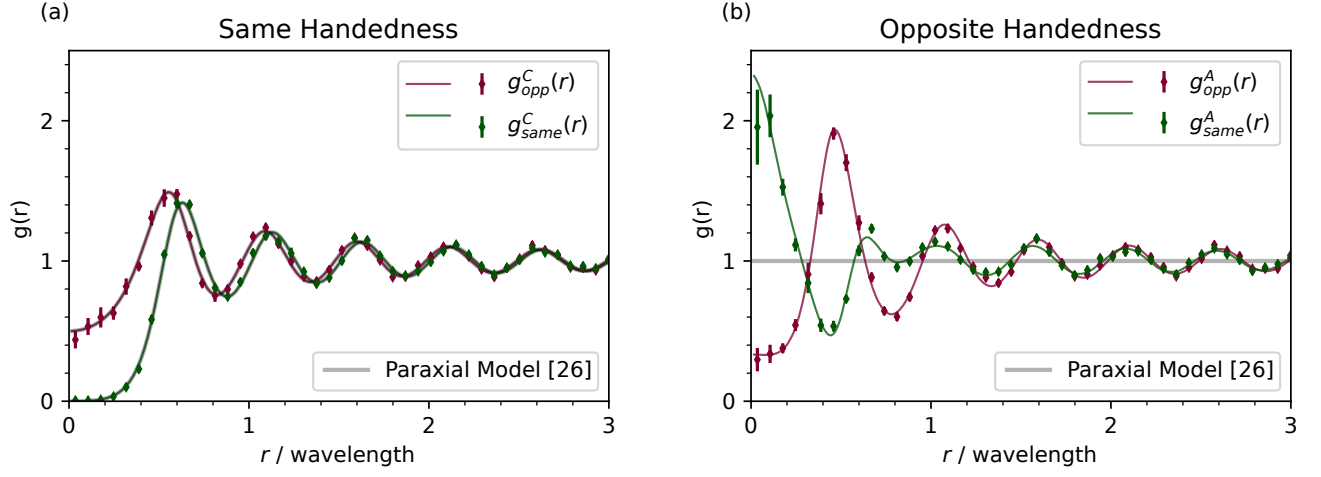 (a)
Same Handedness
g^C_opp(r)
g^C_same(r)
Paraxial Model [26]
g(r)
2
1
0
0 1 2 3
r / wavelength
(b)
Opposite Handedness
g^A_opp(r)
g^A_same(r)
Paraxial Model [26]
g(r)
2
1
0
0 1 2 3
r / wavelength